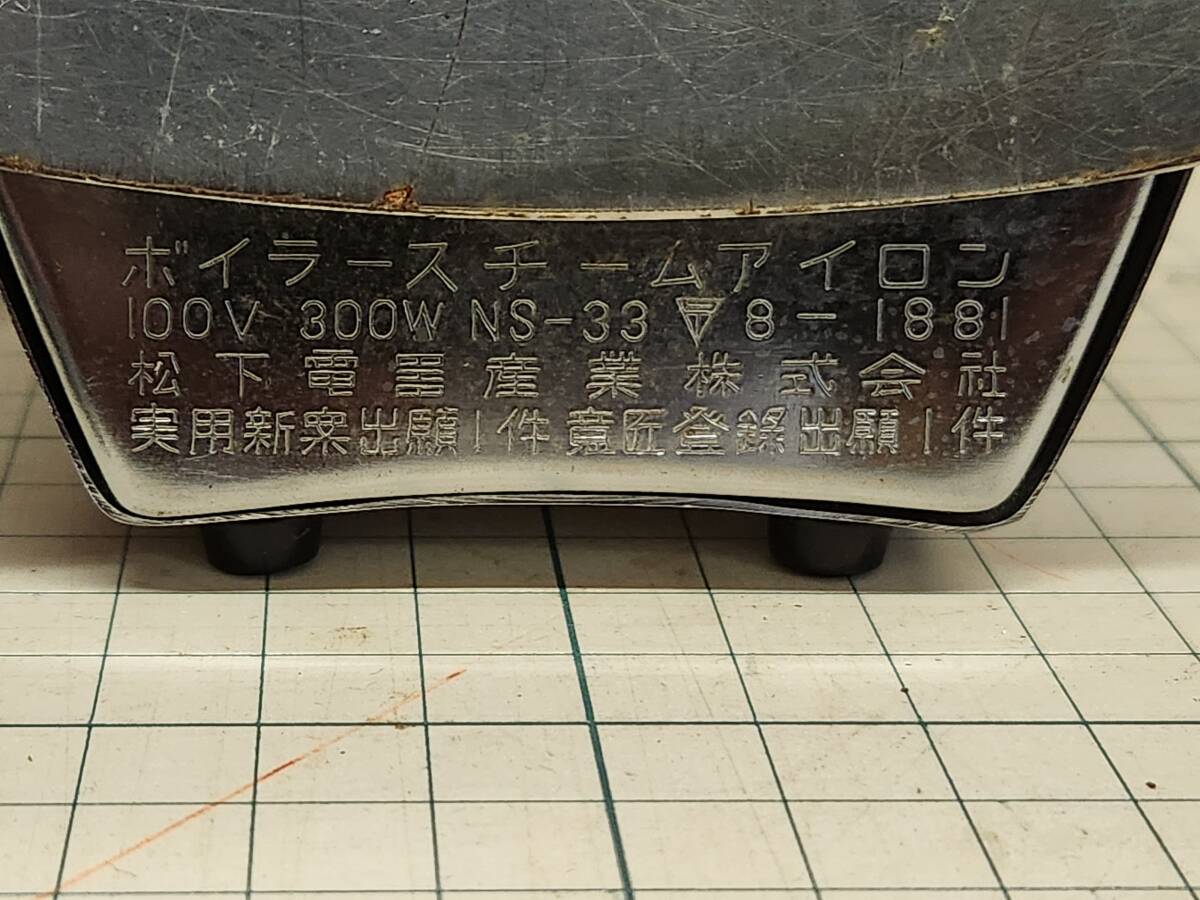 ボイラースチームアイロン
100V 300W NS-33 〒 8-1881
松下電器産業株式会社
実用新案出願1件意匠登録出願1件